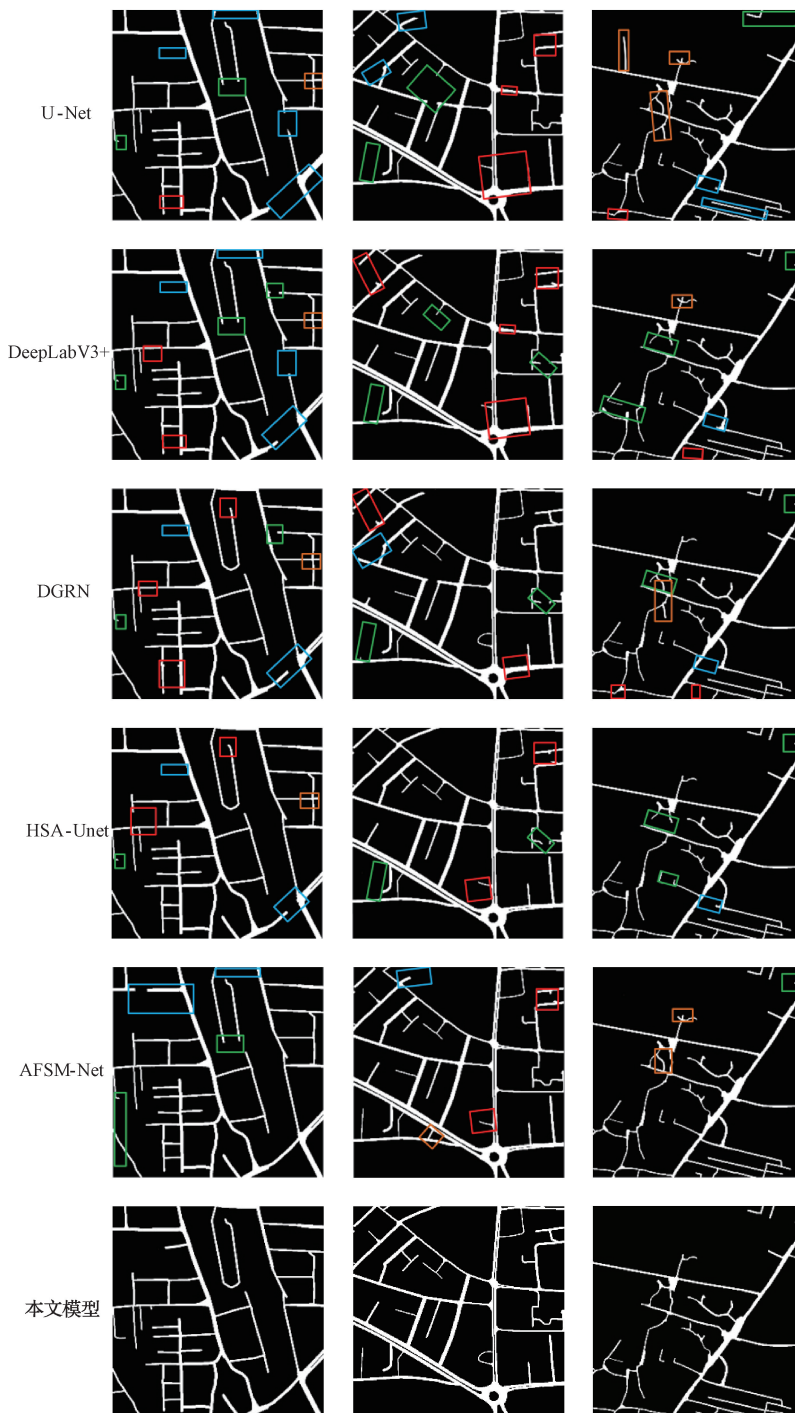 U-Net
DeepLabV3+
DGRN
HSA-Unet
AFSM-Net
本文模型